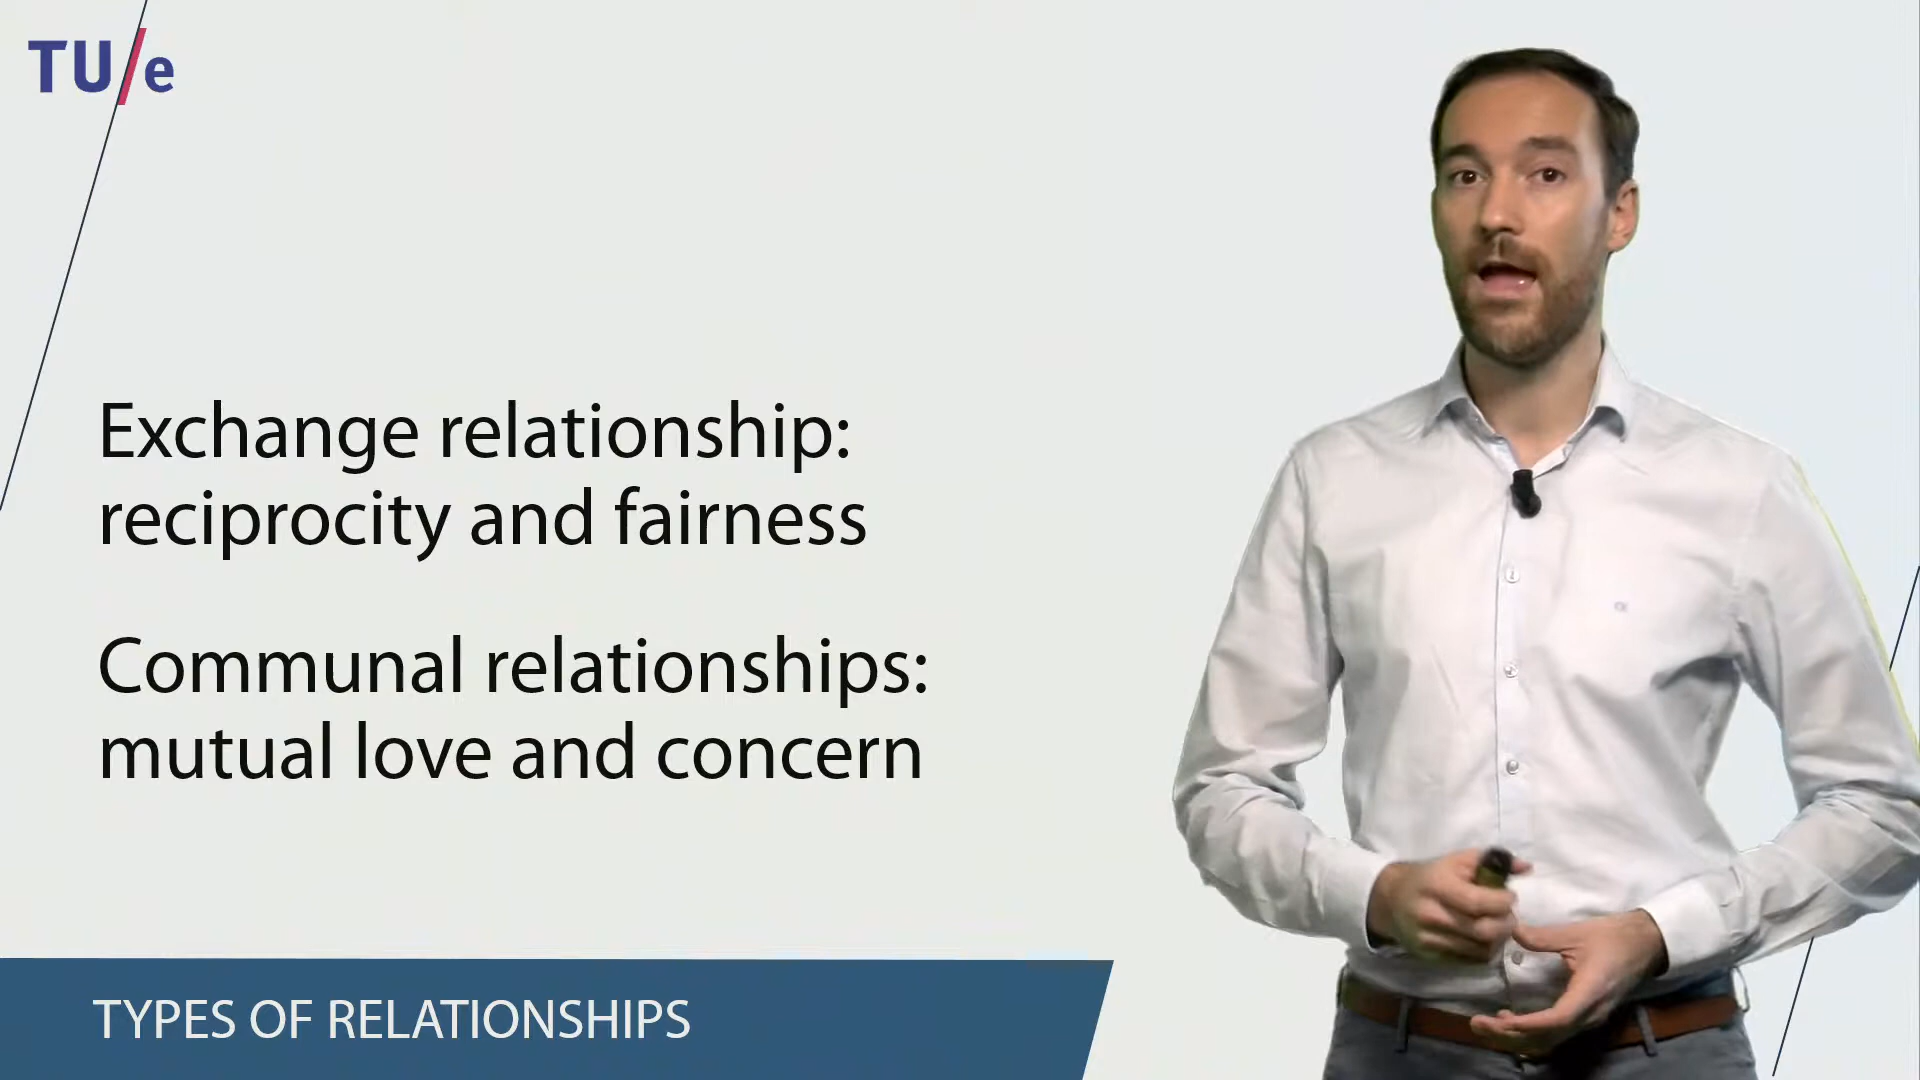 TU/e
Exchange relationship:
reciprocity and fairness
Communal relationships:
mutual love and concern
TYPES OF RELATIONSHIPS